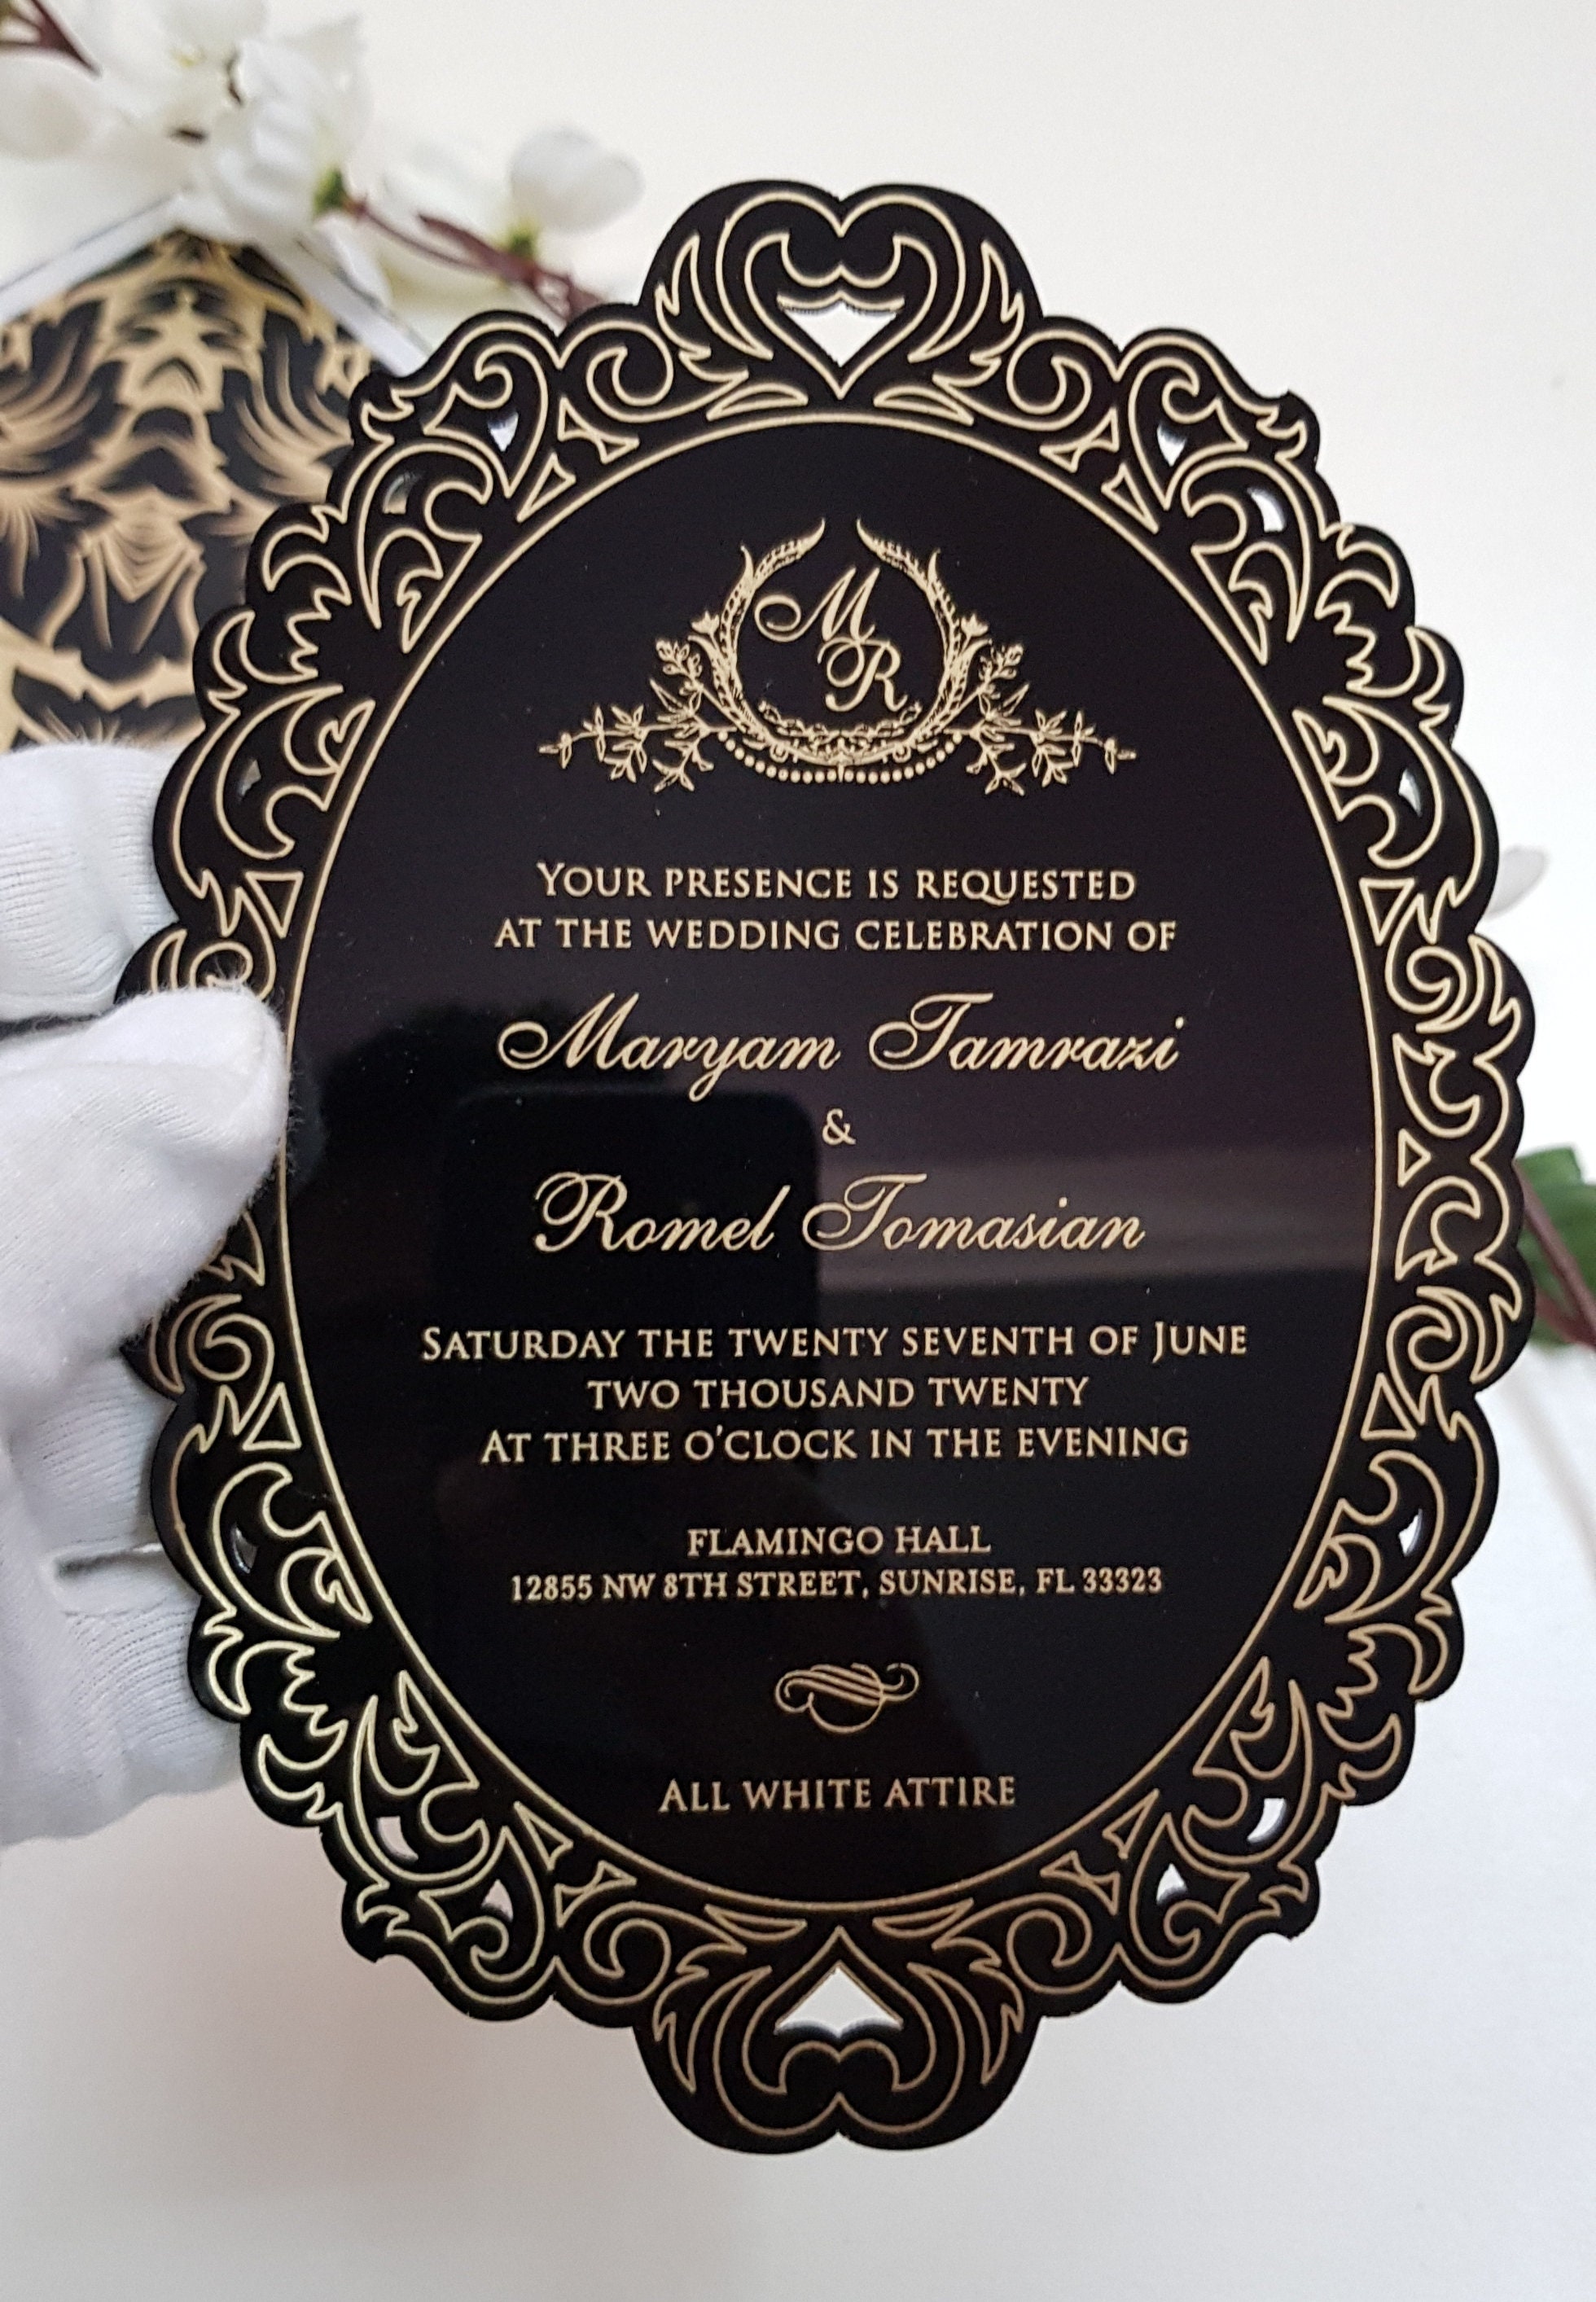 M
R
YOUR PRESENCE IS REQUESTED
AT THE WEDDING CELEBRATION OF
Maryam Tamrazi
&
Romel Tomasian
SATURDAY THE TWENTY SEVENTH OF JUNE
TWO THOUSAND TWENTY
AT THREE O'CLOCK IN THE EVENING
FLAMINGO HALL
12855 NW 8TH STREET, SUNRISE, FL 33323
ALL WHITE ATTIRE